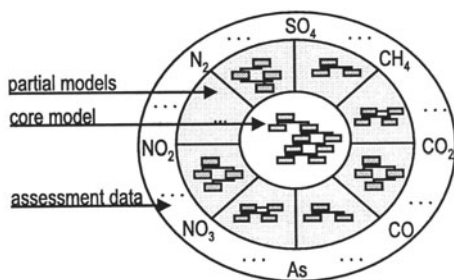 SO4
N2
CH4
partial models
core model
...
NO2
CO2
assessment data
NO3
CO
As